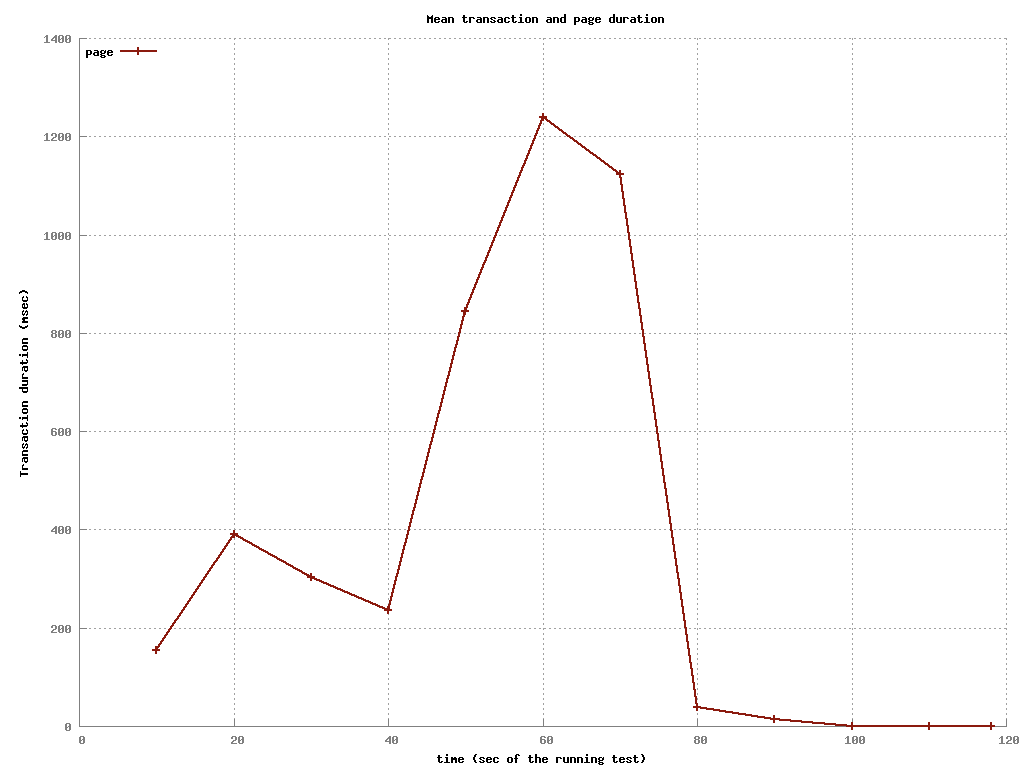 Mean transaction and page duration
1400
page
1200
1000
800
600
400
200
0
Transaction duration (msec)
0 20 40 60 80 100 120
time (sec of the running test)